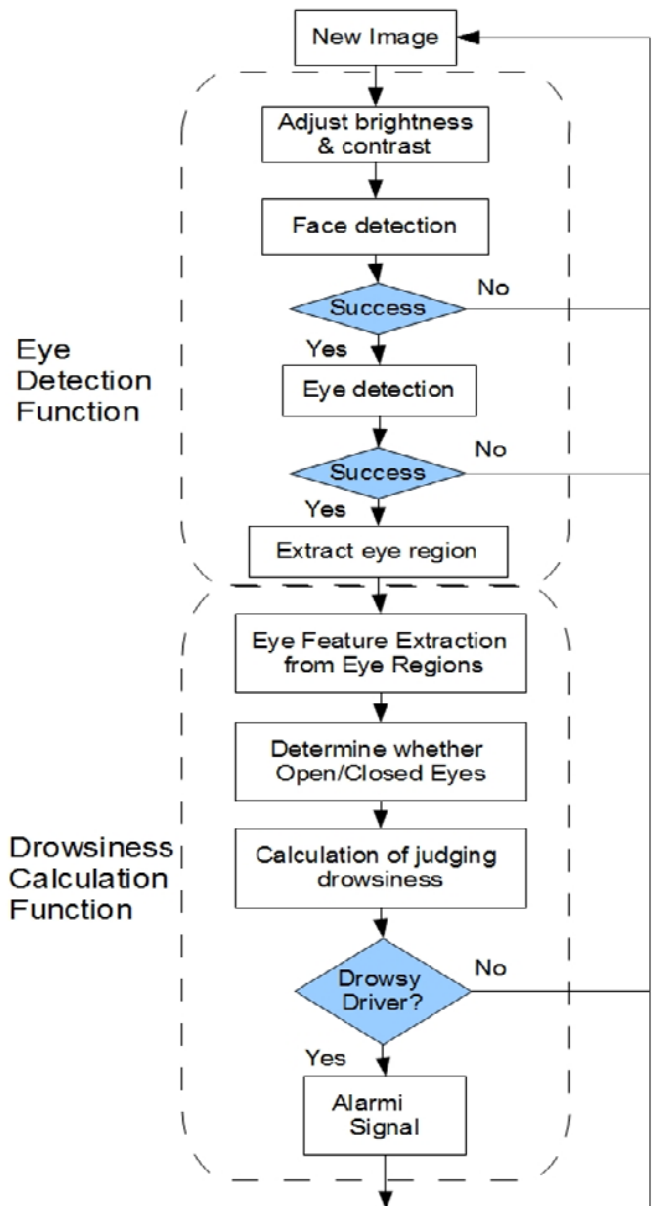 New Image
Adjust brightness
& contrast
Face detection
Success
No
Yes
Eye
Detection
Function
Eye detection
Success
No
Yes
Extract eye region
Eye Feature Extraction
from Eye Regions
Determine whether
Open/Closed Eyes
Drowsiness
Calculation
Function
Calculation of judging
drowsiness
Drowsy
Driver?
No
Yes
Alarmi
Signal